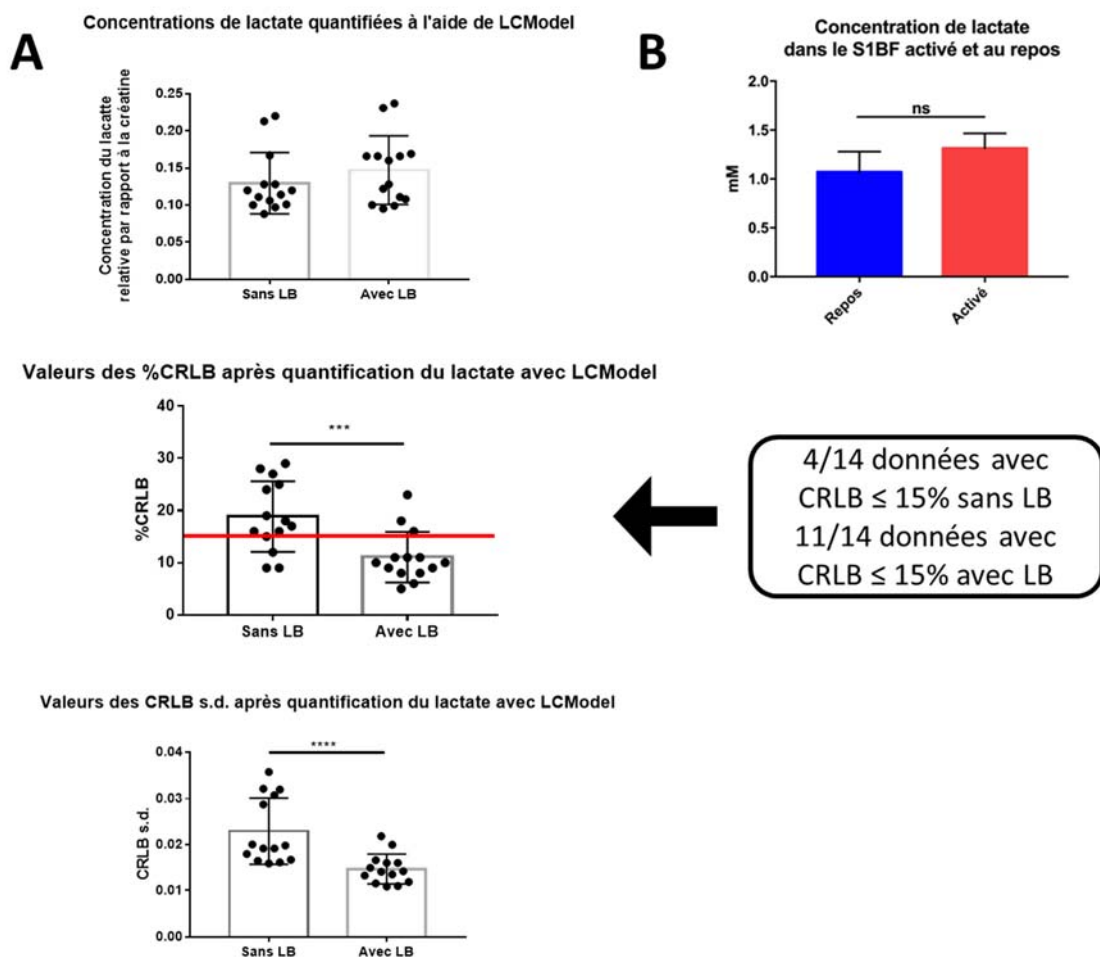 Concentrations de lactate quantifiées à l'aide de LCModel
A
Concentration du lacatte
relative par rapport à la créatine
0.25
0.20
0.15
0.10
0.05
0.00
Sans LB
Avec LB
B
Concentration de lactate
dans le S1BF activé et au repos
mM
2.0
1.5
1.0
0.5
0.0
ns
Repos
Activé
Valeurs des %CRLB après quantification du lactate avec LCModel
%CRLB
40
30
20
10
0
***
Sans LB
Avec LB
4/14 données avec
CRLB ≤ 15% sans LB
11/14 données avec
CRLB ≤ 15% avec LB
Valeurs des CRLB s.d. après quantification du lactate avec LCModel
CRLB s.d.
0.04
0.03
0.02
0.01
0.00
****
Sans LB
Avec LB